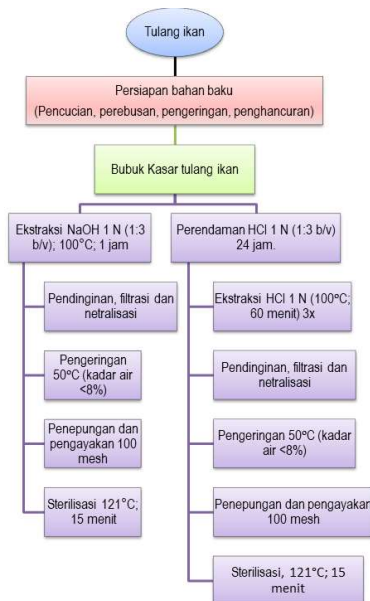 Tulang ikan
Persiapan bahan baku
(Pencucian, perebusan, pengeringan, penghancuran)
Bubuk Kasar tulang ikan
Ekstraksi NaOH 1 N (1:3
b/v); 100°C; 1 jam
Pendinginan, filtrasi dan
netralisasi
Pengeringan
50°C (kadar air
<8%)
Penepungan dan
pengayakan 100
mesh
Sterilisasi 121°C;
15 menit
Perendaman HCl 1 N (1:3 b/v)
24 jam.
Ekstraksi HCl 1 N (100°C;
60 menit) 3x
Pendinginan, filtrasi dan
netralisasi
Pengeringan 50°C (kadar
air <8%)
Penepungan dan pengayakan
100 mesh
Sterilisasi, 121°C; 15
menit